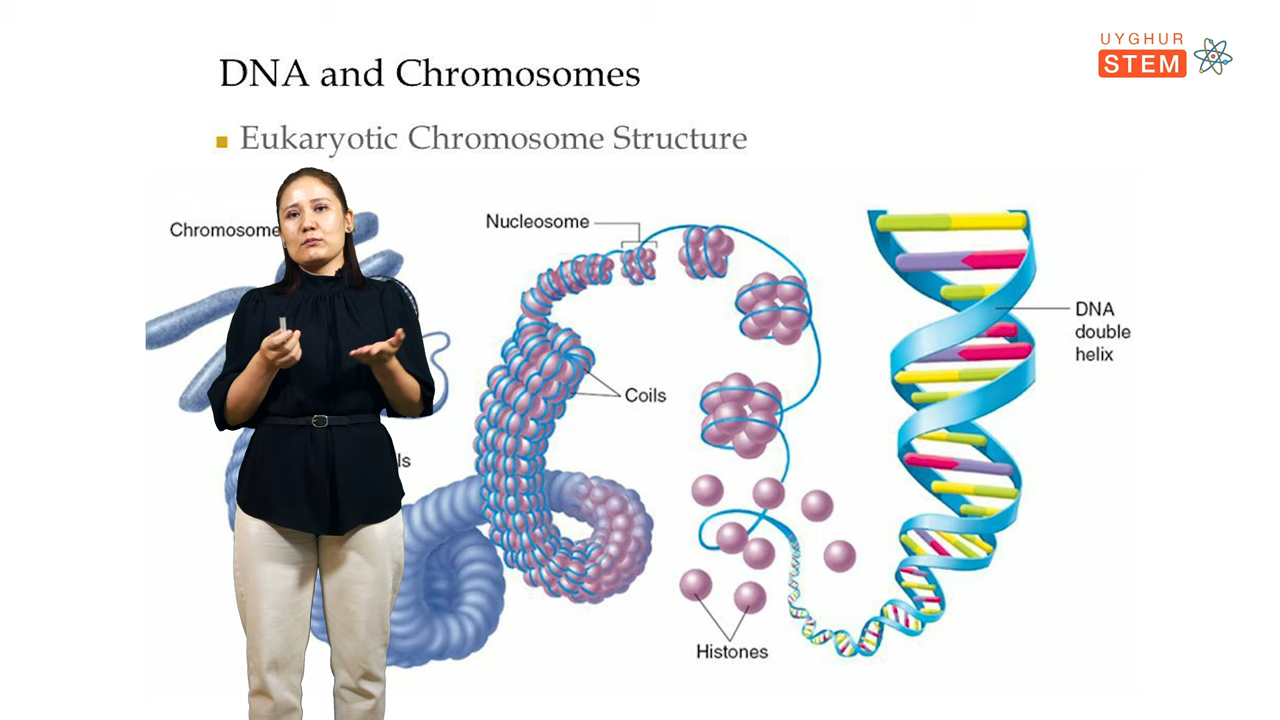 UYGHUR
STEM
DNA and Chromosomes
Eukaryotic Chromosome Structure
Chromosome
Nucleosome
DNA
double
helix
Coils
Histones